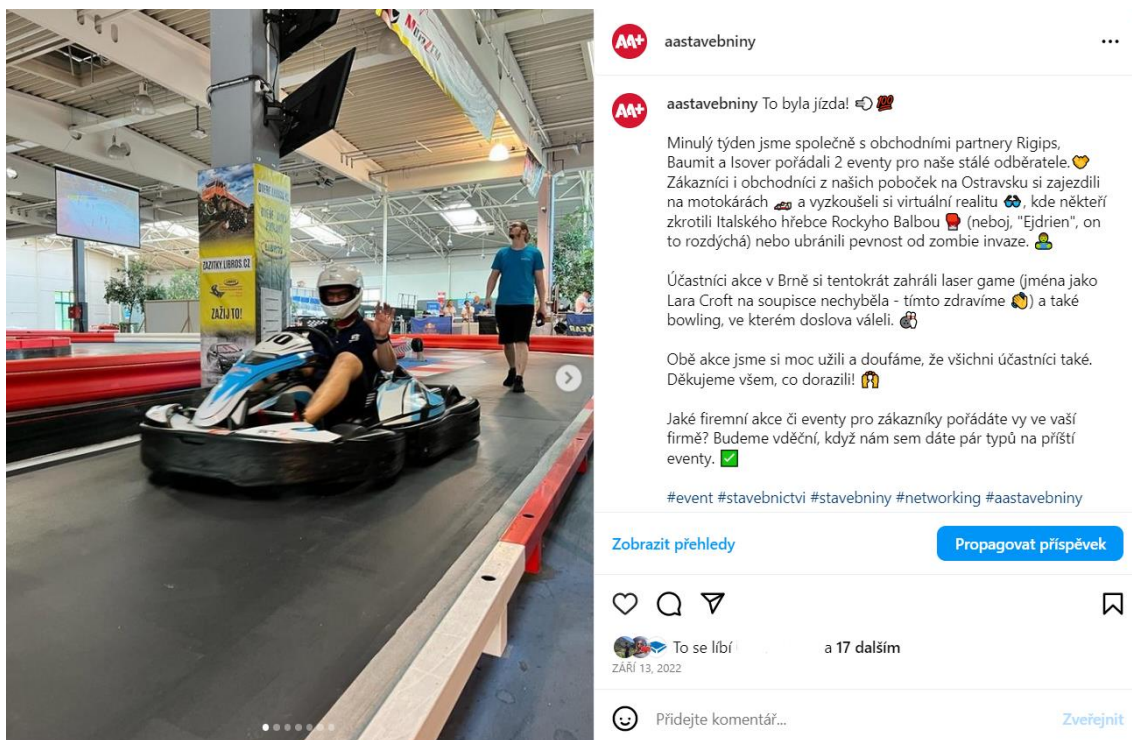 MeryZZEM
ZAZITKY.LIBROS.CZ
ZAŽIJ TO!
10
AA+
aastavebniny
AA+
aastavebniny To byla jízda! 💨 💯
Minulý týden jsme společně s obchodními partnery Rigips,
Baumit a Isover pořádali 2 eventy pro naše stálé odběratele.🤝
Zákazníci i obchodníci z našich poboček na Ostravsku si zajezdili
na motokárách 🏎️ a vyzkoušeli si virtuální realitu 🥽, kde někteří
zkrotili Italského hřebce Rockyho Balbou 🥊 (neboj, "Ejdrien", on
to rozdýchá) nebo ubránili pevnost od zombie invaze. 🧟
Účastníci akce v Brně si tentokrát zahráli laser game (jména jako
Lara Croft na soupisce nechyběla - tímto zdravíme 👋) a také
bowling, ve kterém doslova váleli. 🎳
Obě akce jsme si moc užili a doufáme, že všichni účastníci také.
Děkujeme všem, co dorazili! 🙌
Jaké firemní akce či eventy pro zákazníky pořádáte vy ve vaší
firmě? Budeme vděční, když nám sem dáte pár typů na příští
eventy. ✅
#event #stavebnictvi #stavebniny #networking #aastavebniny
Zobrazit přehledy
Propagovat příspěvek
To se líbí a 17 dalším
ZÁŘÍ 13, 2022
Přidejte komentář...
Zveřejnit